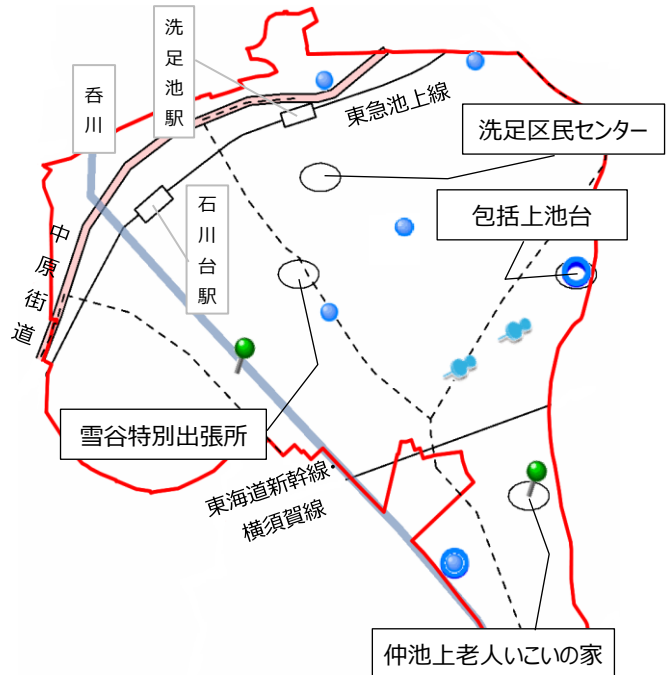 洗足池駅
呑川
東急池上線
洗足区民センター
包括上池台
石川台駅
中原街道
雪谷特別出張所
東海道新幹線・
横須賀線
仲池上老人いこいの家